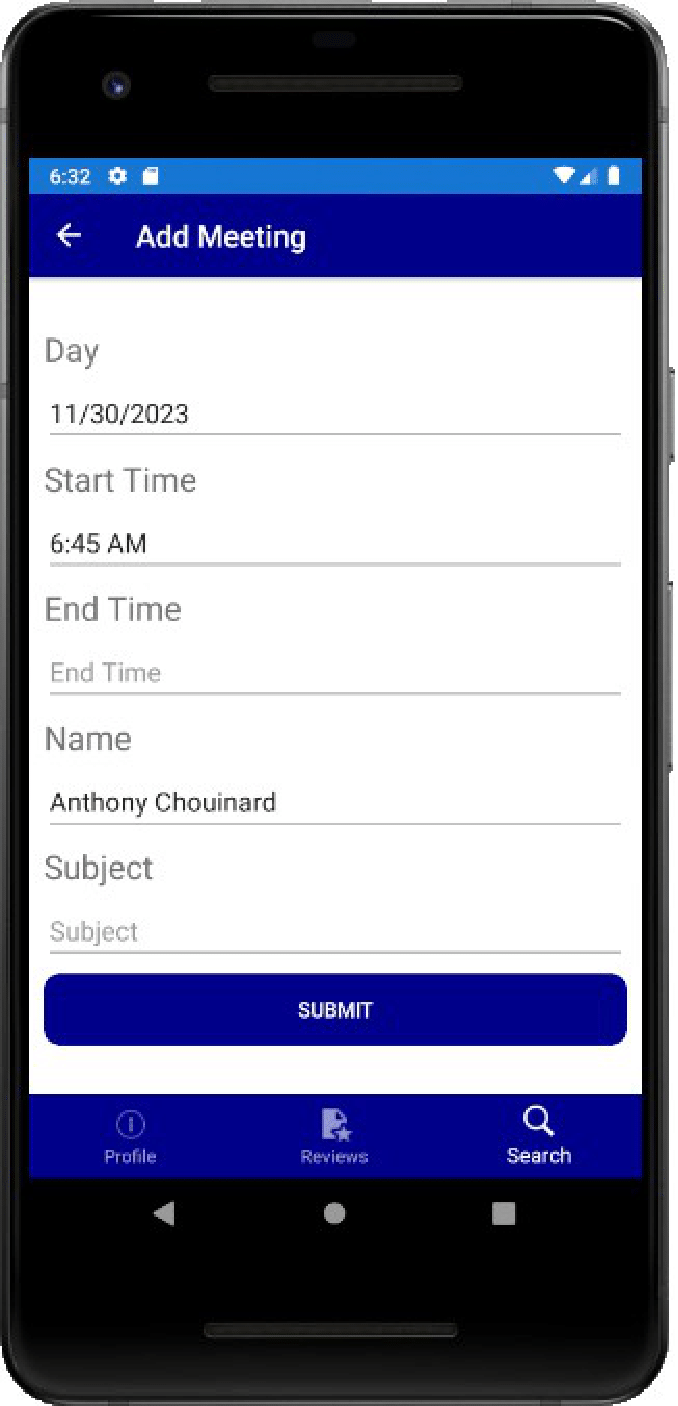 6:32
Add Meeting
Day
11/30/2023
Start Time
6:45 AM
End Time
End Time
Name
Anthony Chouinard
Subject
Subject
SUBMIT
Profile Reviews Search